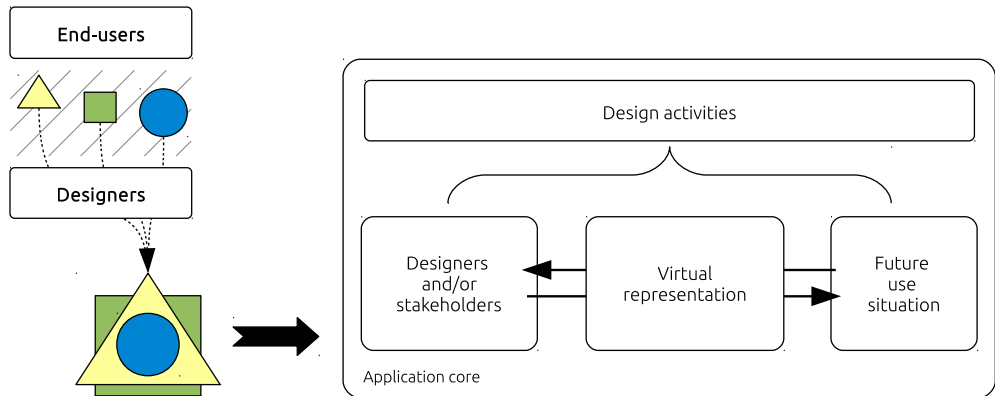 End-users
Designers
Design activities
Designers
and/or
stakeholders
Virtual
representation
Future
use
situation
Application core